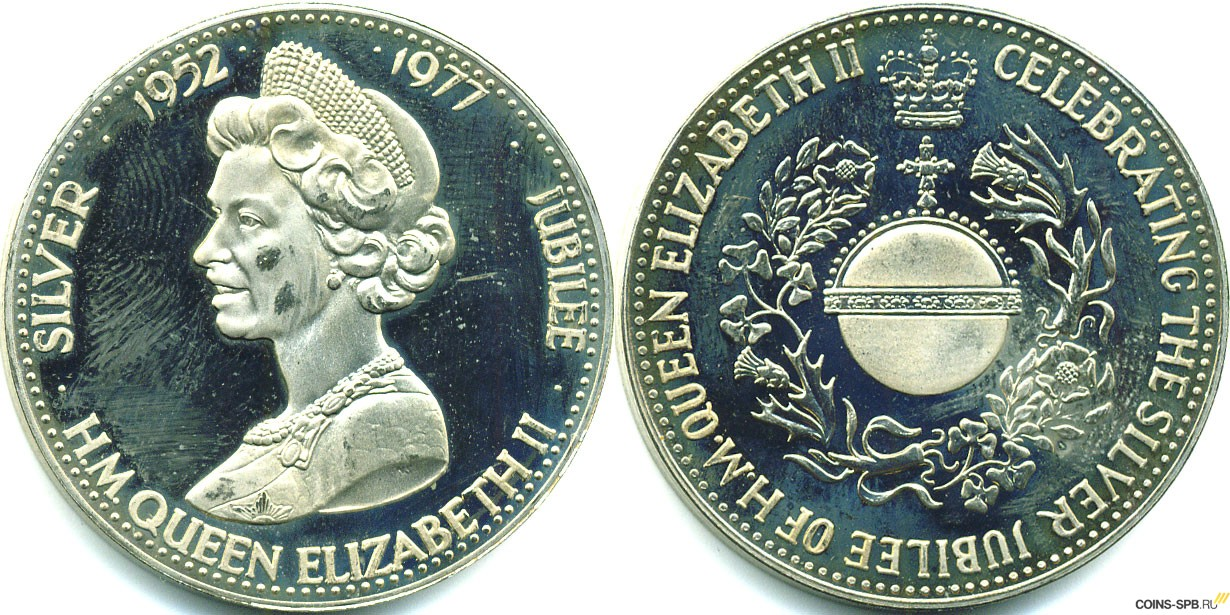 · 1952 · 1977 ·
SILVER
JUBILEE
· H.M. QUEEN ELIZABETH II ·
CELEBRATING THE SILVER JUBILEE OF H.M. QUEEN ELIZABETH II
COINS-SPB.RU